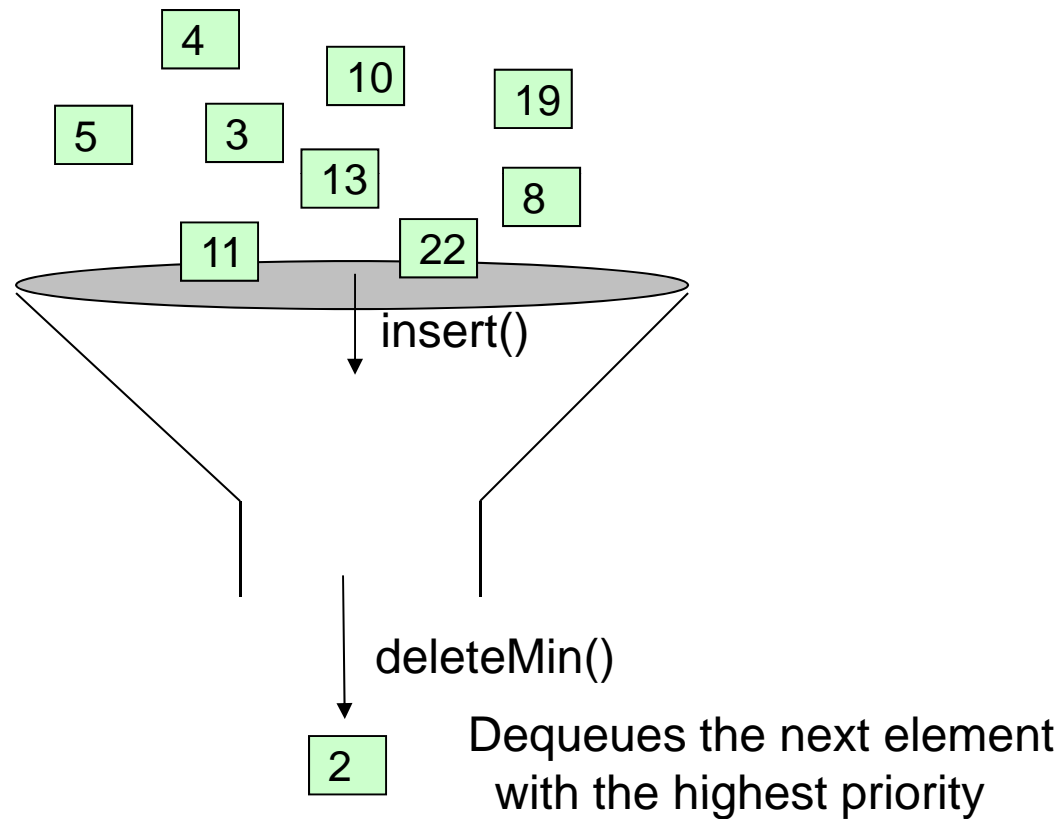 4
10
19
5
3
13
8
11
22
insert()
deleteMin()
2
Dequeues the next element
with the highest priority